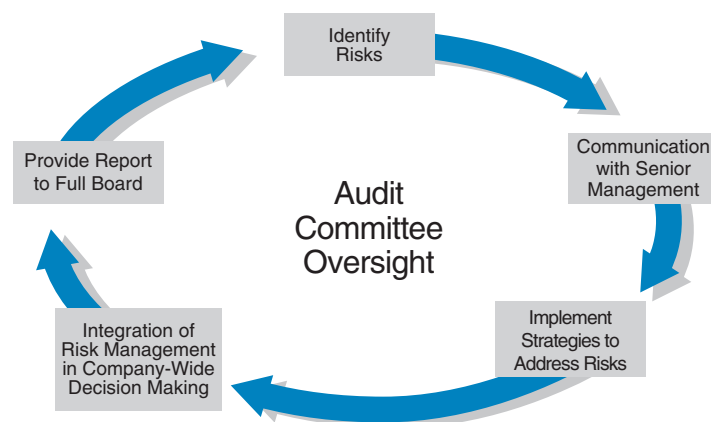 Identify
Risks
Communication
with Senior
Management
Implement
Strategies to
Address Risks
Integration of
Risk Management
in Company-Wide
Decision Making
Provide Report
to Full Board
Audit
Committee
Oversight